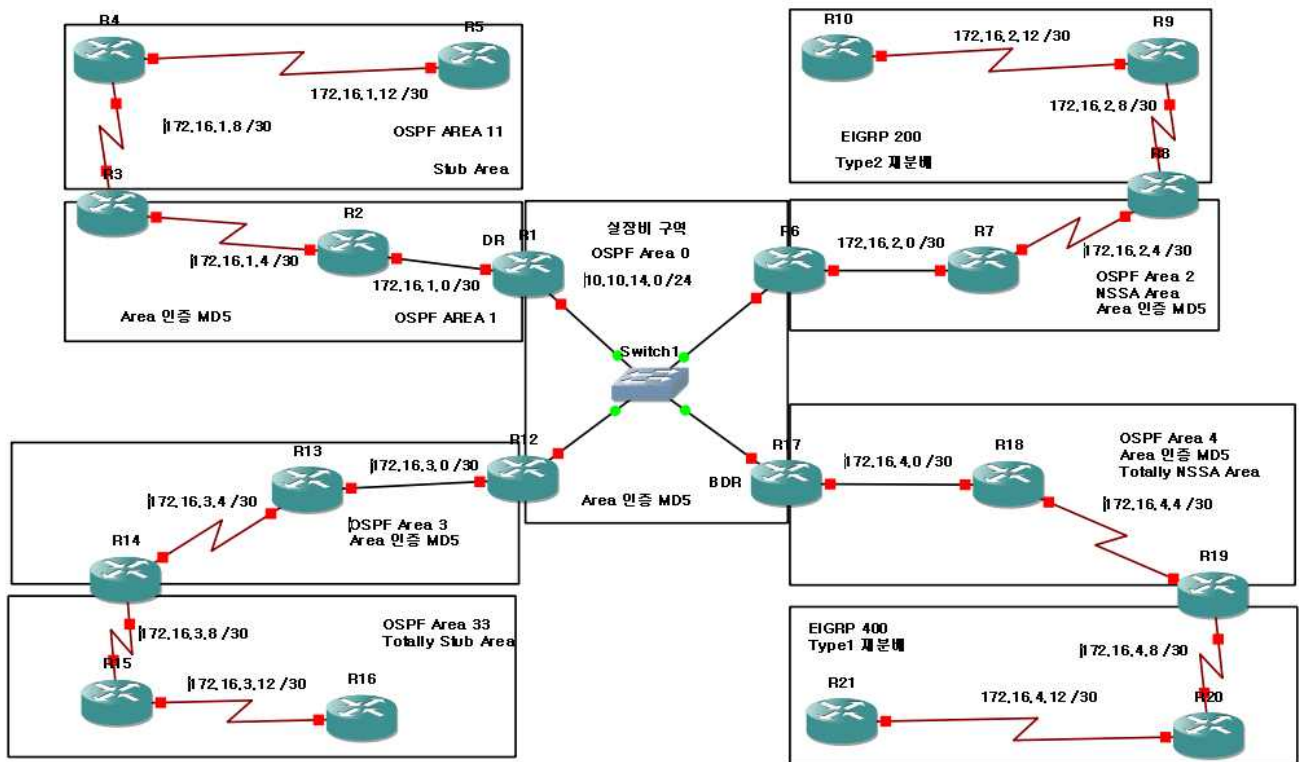 R4
R5
172.16.1.12 /30
172.16.1.8 /30
OSPF AREA 11
Stub Area
R3
R2
172.16.1.4 /30
172.16.1.0 /30
Area 인증 MD5
OSPF AREA 1
DR
R1
실장비 구역
OSPF Area 0
10.10.14.0 /24
Switch1
Area 인증 MD5
R10
R9
172.16.2.12 /30
172.16.2.8 /30
EIGRP 200
Type2 재분배
R8
R6
R7
172.16.2.0 /30
172.16.2.4 /30
OSPF Area 2
NSSA Area
Area 인증 MD5
R12
R13
172.16.3.0 /30
172.16.3.4 /30
OSPF Area 3
Area 인증 MD5
R14
172.16.3.8 /30
OSPF Area 33
Totally Stub Area
R15
172.16.3.12 /30
R16
R17
BDR
172.16.4.0 /30
R18
OSPF Area 4
Area 인증 MD5
Totally NSSA Area
172.16.4.4 /30
R19
EIGRP 400
Type1 재분배
172.16.4.8 /30
R21
172.16.4.12 /30
R20